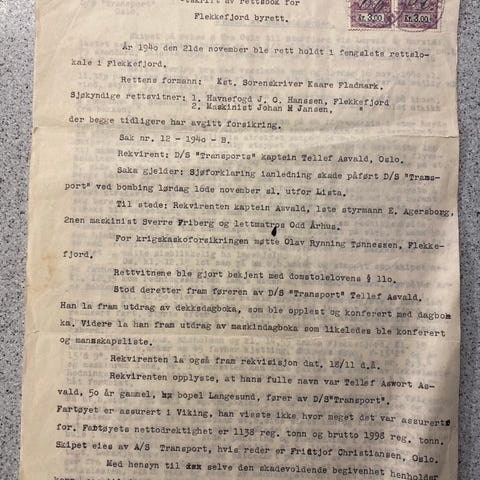 tskrift av rettsbok for
Flekkefjord byrett.
Kr. 3.00
Kr. 3.00
År 1940 den 21de november ble rett holdt i fengslets rettslo-
kale i Flekkefjord.
Rettens formann: Kst. Sorenskriver Kaare Fladmark.
Sjøkyndige rettsvitner: 1. Havnefogd J. O. Hanssen, Flekkefjord
2. Maskinist Johan M Jansen, "
der begge tidligere har avgitt forsikring.
Sak nr. 12 - 1940 - B.
Rekvirent: D/S "Transports" kaptein Tellef Asvald, Oslo.
Saka gjelder: Sjøforklaring ianledning skade påført D/S "Trans-
port" ved bombing lørdag 16de november sl. utfor Lista.
Til stede: Rekvirenten kaptein Asvald, 1ste styrmann E. Agersborg,
2nen maskinist Sverre Friberg og lettmatros Odd Århus.
For krigskaskoforsikringen møtte Olav Rynning Tønnessen, Flekke-
fjord.
Rettvitnene ble gjort bekjent med domstolelovens § 110.
Stod deretter fram føreren av D/S "Transport" Tellef Asvald.
Han la fram utdrag av dekksdagboka, som ble opplest og konferert med dagbok
ka. Videre la han fram utdrag av maskindagboka som likeledes ble konferert
og mannskapsliste.
Rekvirenten la også fram rekvisisjon dat. 18/11 d.å.
Rekvirenten opplyste, at hans fulle navn var Tellef Aswort As-
vald, 50 år gammel, bopel Langesund, fører av D/S"Transport".
Fartøyet er assurert i Viking, han visste ikke hvor meget det var assurert
for. Fartøyets nettodrektighet er 1138 reg. tonn og brutto 1998 reg. tonn.
Skipet eies av A/S Transport, hvis reder er Fridtjof Christiansen, Oslo.
Med hensyn til selve den skadevoldende begivenhet henholder